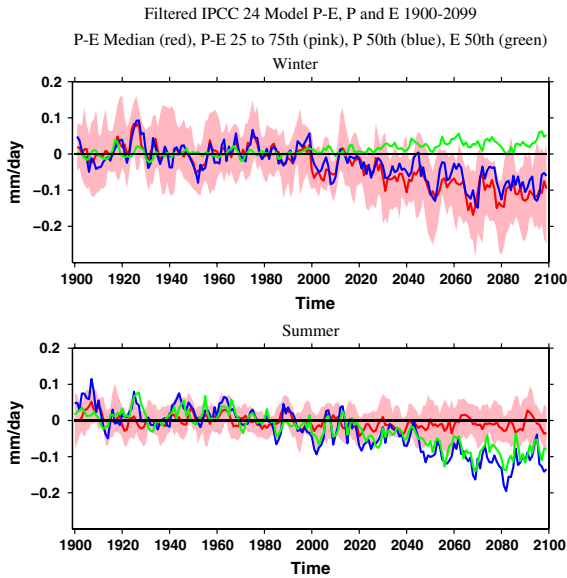 Filtered IPCC 24 Model P-E, P and E 1900-2099
P-E Median (red), P-E 25 to 75th (pink), P 50th (blue), E 50th (green)
Winter
0.2
0.1
0
−0.1
−0.2
mm/day
1900 1920 1940 1960 1980 2000 2020 2040 2060 2080 2100
Time
Summer
0.2
0.1
0
−0.1
−0.2
mm/day
1900 1920 1940 1960 1980 2000 2020 2040 2060 2080 2100
Time